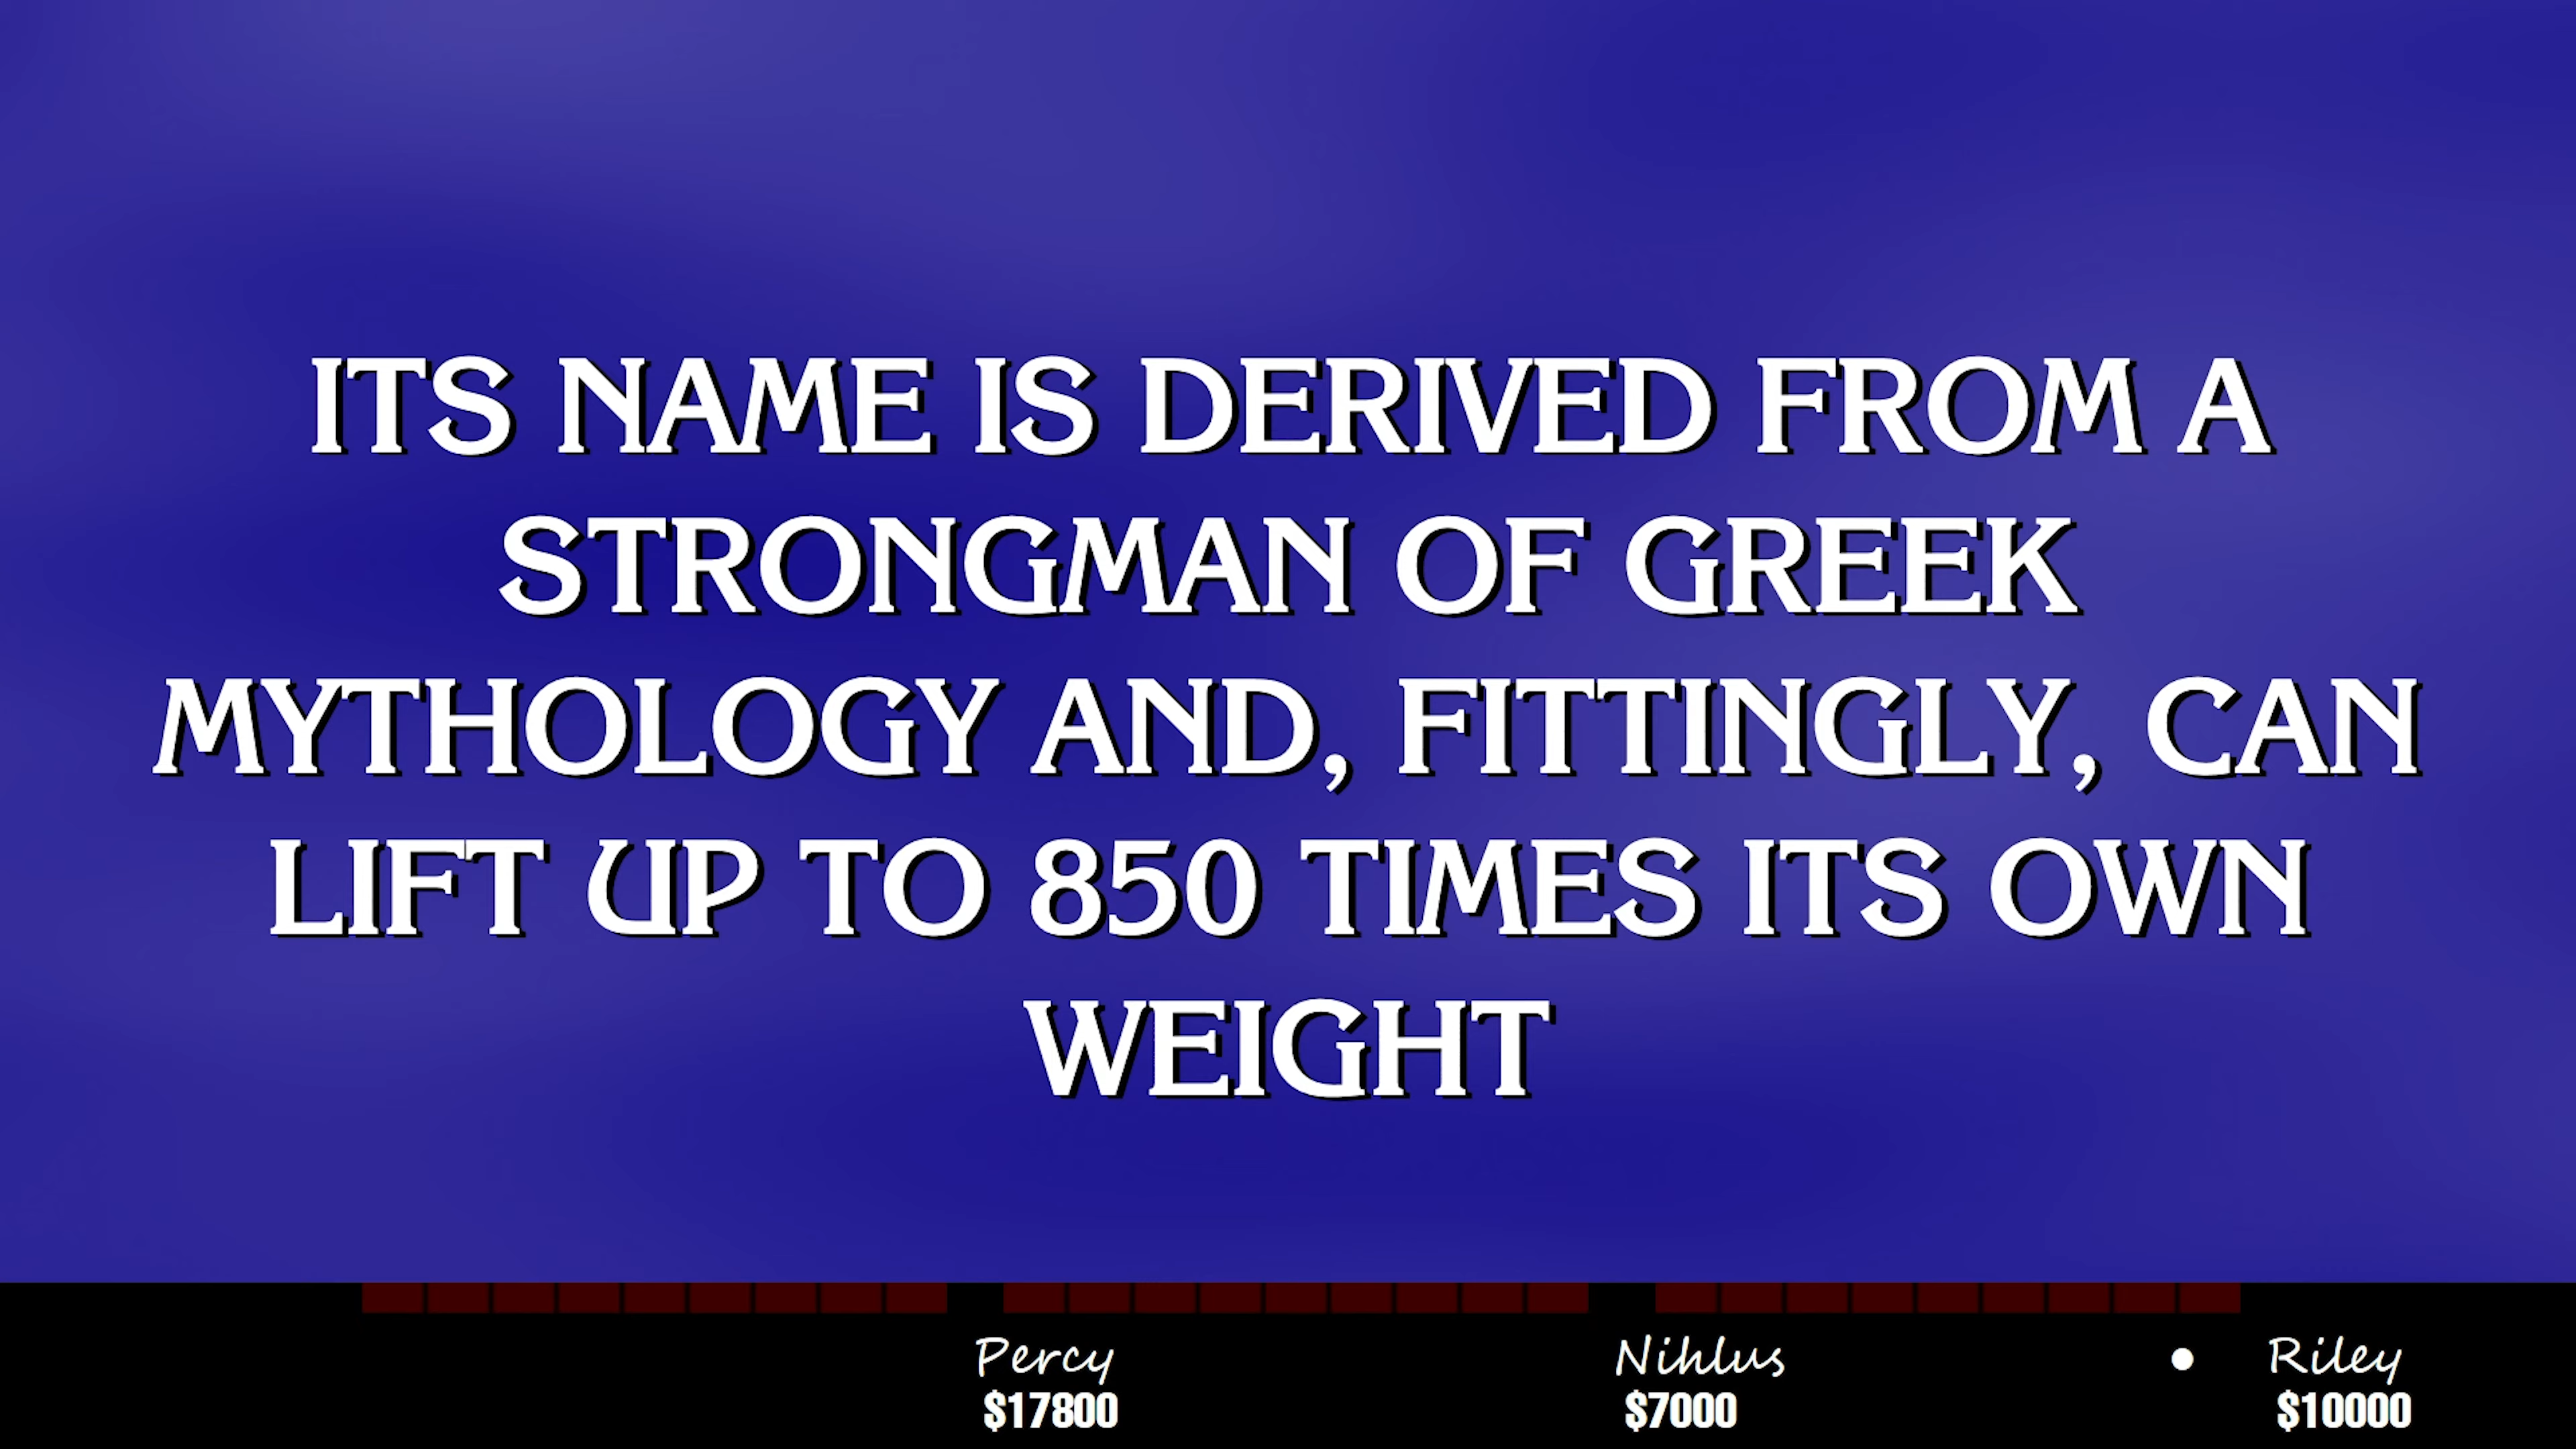 ITS NAME IS DERIVED FROM A
STRONGMAN OF GREEK
MYTHOLOGY AND, FITTINGLY, CAN
LIFT UP TO 850 TIMES ITS OWN
WEIGHT
Percy
$17800
Nihlus
$7000
Riley
$10000